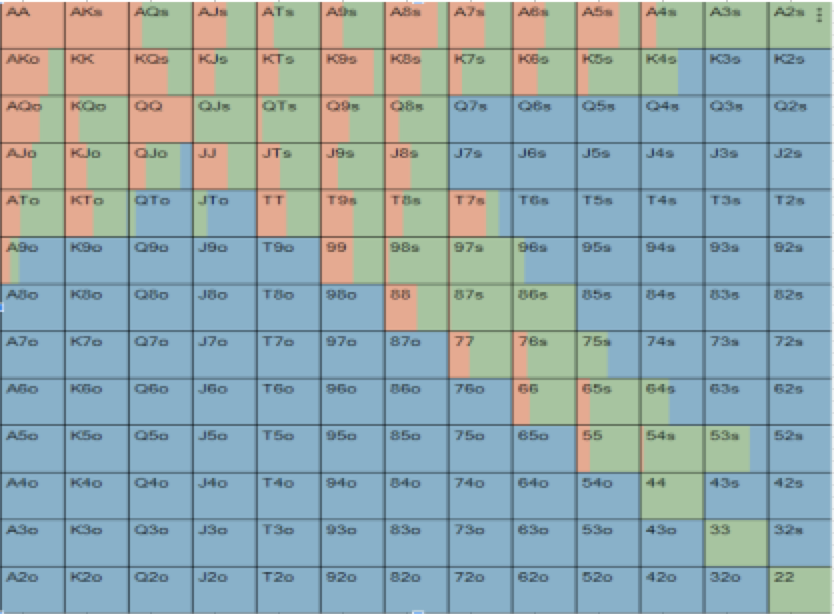 AA AKs AQs AJs ATs A9s A8s A7s A6s A5s A4s A3s A2s
AKo KK KQs KJs KTs K9s K8s K7s K6s K5s K4s K3s K2s
AQo KQo QQ QJs QTs Q9s Q8s Q7s Q6s Q5s Q4s Q3s Q2s
AJo KJo QJo JJ JTs J9s J8s J7s J6s J5s J4s J3s J2s
ATo KTo QTo JTo TT T9s T8s T7s T6s T5s T4s T3s T2s
A9o K9o Q9o J9o T9o 99 98s 97s 96s 95s 94s 93s 92s
A8o K8o Q8o J8o T8o 98o 88 87s 86s 85s 84s 83s 82s
A7o K7o Q7o J7o T7o 97o 87o 77 76s 75s 74s 73s 72s
A6o K6o Q6o J6o T6o 96o 86o 76o 66 65s 64s 63s 62s
A5o K5o Q5o J5o T5o 95o 85o 75o 65o 55 54s 53s 52s
A4o K4o Q4o J4o T4o 94o 84o 74o 64o 54o 44 43s 42s
A3o K3o Q3o J3o T3o 93o 83o 73o 63o 53o 43o 33 32s
A2o K2o Q2o J2o T2o 92o 82o 72o 62o 52o 42o 32o 22